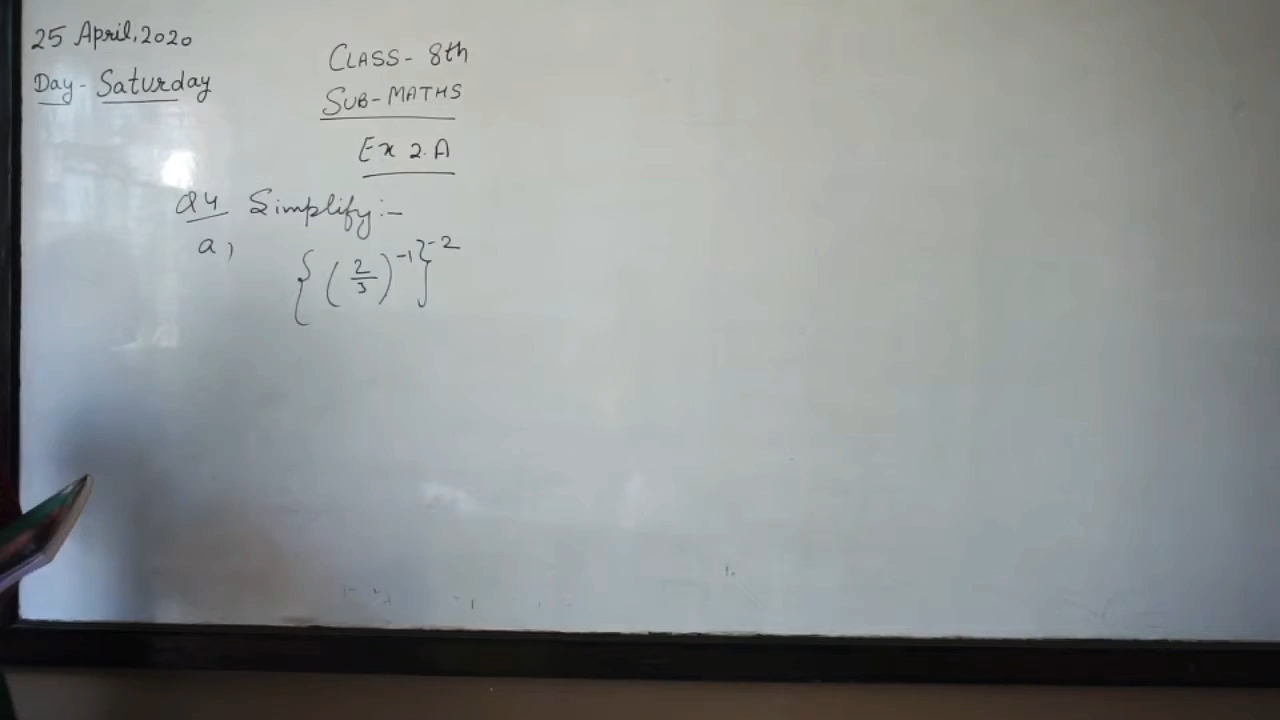 25 April, 2020
Day - Saturday
CLASS - 8th
SUB - MATHS
Ex 2.A
Q4 Simplify :-
a, { ( 2/3 )^-1 }^-2